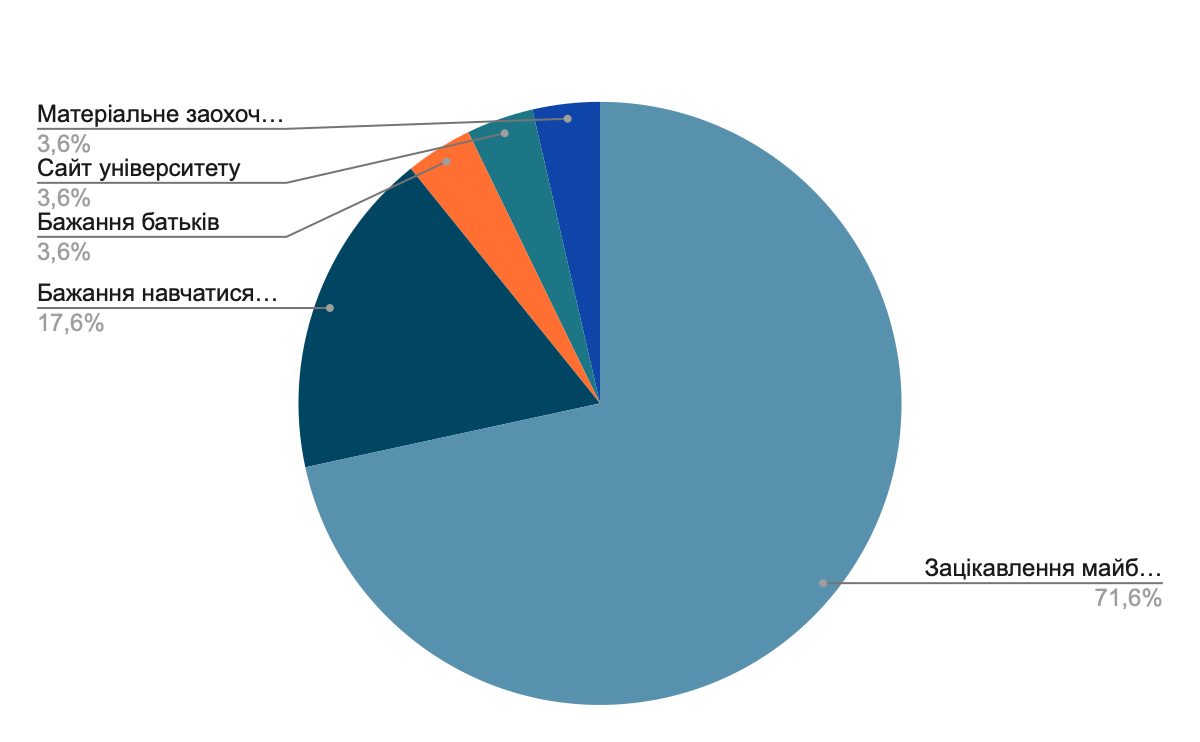 Матеріальне заохоч…
3,6%
Сайт університету
3,6%
Бажання батьків
3,6%
Бажання навчатися…
17,6%
Зацікавлення майб…
71,6%